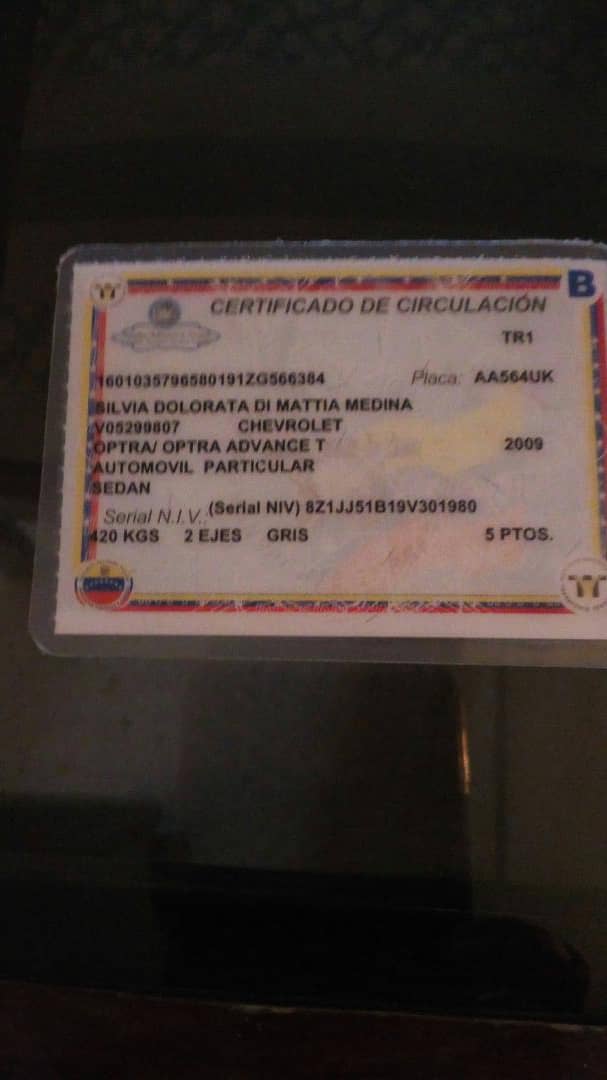 B
CERTIFICADO DE CIRCULACIÓN
TR1
1601035796580191ZG566384 Placa: AA564UK
SILVIA DOLORATA DI MATTIA MEDINA
V05299807 CHEVROLET
OPTRA/ OPTRA ADVANCE T 2009
AUTOMOVIL PARTICULAR
SEDAN
Serial N.I.V.: (Serial NIV) 8Z1JJ51B19V301980
420 KGS 2 EJES GRIS 5 PTOS.